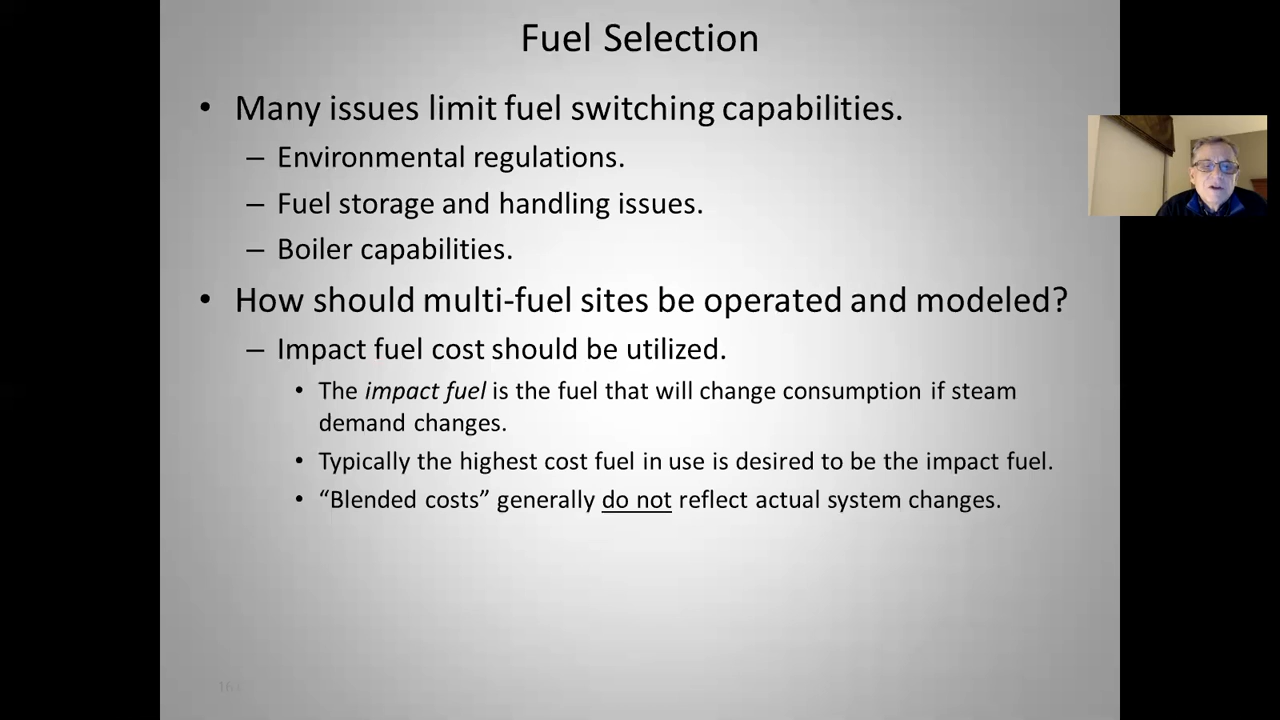 Fuel Selection
• Many issues limit fuel switching capabilities.
– Environmental regulations.
– Fuel storage and handling issues.
– Boiler capabilities.
• How should multi-fuel sites be operated and modeled?
– Impact fuel cost should be utilized.
• The impact fuel is the fuel that will change consumption if steam
demand changes.
• Typically the highest cost fuel in use is desired to be the impact fuel.
• “Blended costs” generally do not reflect actual system changes.